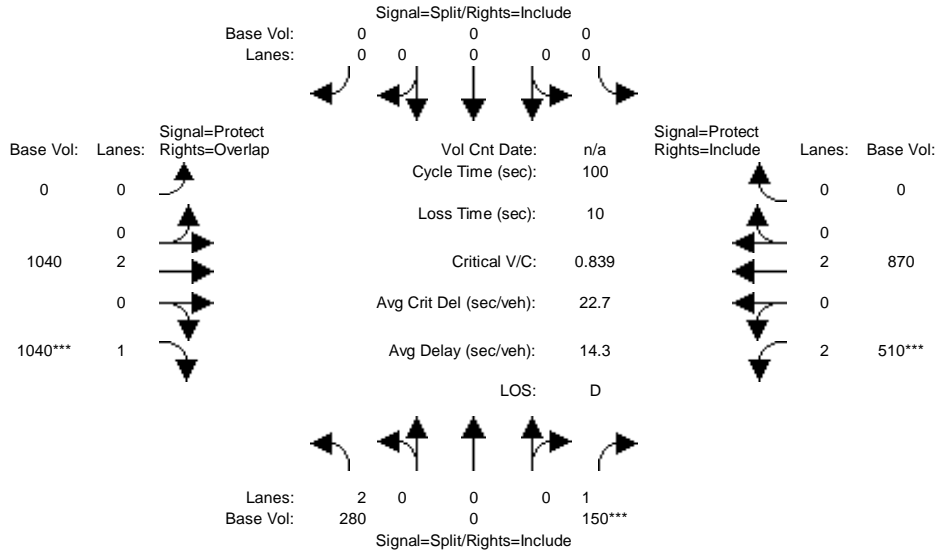 Signal=Split/Rights=Include
Base Vol: 0 0 0
Lanes: 0 0 0 0 0
Signal=Protect Signal=Protect
Base Vol: Lanes: Rights=Overlap Vol Cnt Date: n/a Rights=Include Lanes: Base Vol:
Cycle Time (sec): 100
0 0 0 0
Loss Time (sec): 10
0 0
1040 2 Critical V/C: 0.839 2 870
0 Avg Crit Del (sec/veh): 22.7 0
1040*** 1 Avg Delay (sec/veh): 14.3 2 510***
LOS: D
Lanes: 2 0 0 0 1
Base Vol: 280 0 150***
Signal=Split/Rights=Include